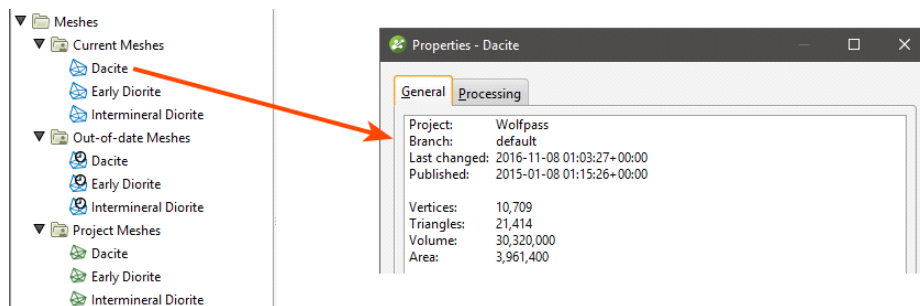 Meshes
Current Meshes
Dacite
Early Diorite
Intermineral Diorite
Out-of-date Meshes
Dacite
Early Diorite
Intermineral Diorite
Project Meshes
Dacite
Early Diorite
Intermineral Diorite
Properties - Dacite
General Processing
Project: Wolfpass
Branch: default
Last changed: 2016-11-08 01:03:27+00:00
Published: 2015-01-08 01:15:26+00:00
Vertices: 10,709
Triangles: 21,414
Volume: 30,320,000
Area: 3,961,400